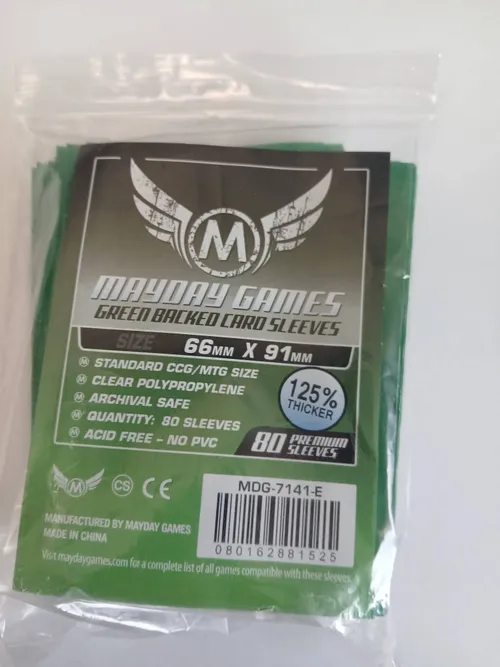 M
MAYDAY GAMES
GREEN BACKED CARD SLEEVES
SIZE 66MM X 91MM
M STANDARD CCG/MTG SIZE
M CLEAR POLYPROPYLENE
M ARCHIVAL SAFE
M QUANTITY: 80 SLEEVES
M ACID FREE - NO PVC
125%
THICKER
80 PREMIUM
SLEEVES
M CS CE
MDG-7141-E
080162881525
MANUFACTURED BY MAYDAY GAMES
MADE IN CHINA
Visit maydaygames.com for a complete list of all games compatible with these sleeves